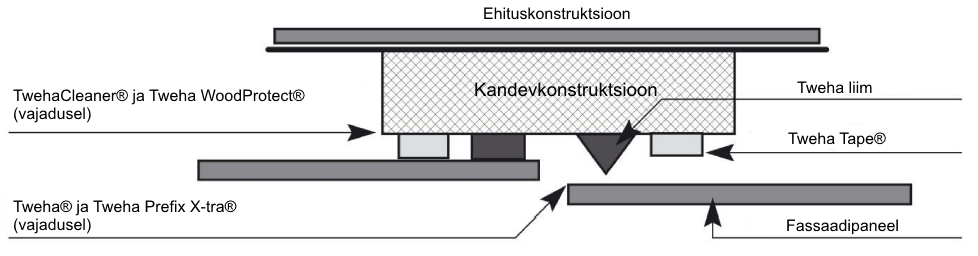 Ehituskonstruktsioon
Kandevkonstruktsioon
TwehaCleaner® ja Tweha WoodProtect®
(vajadusel)
Tweha liim
Tweha Tape®
Tweha® ja Tweha Prefix X-tra®
(vajadusel)
Fassaadipaneel